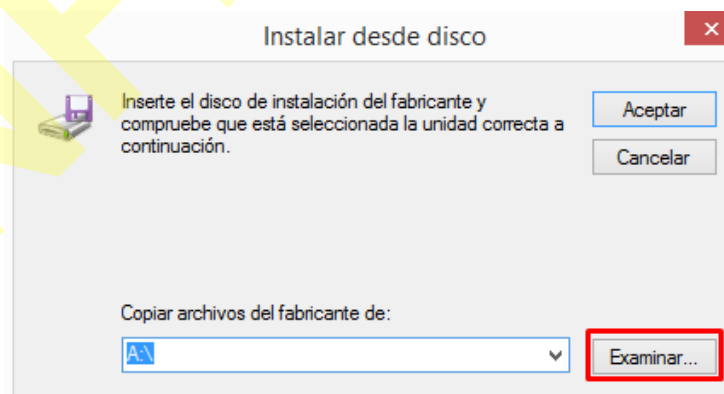 Instalar desde disco
Inserte el disco de instalación del fabricante y
compruebe que está seleccionada la unidad correcta a
continuación.
Aceptar
Cancelar
Copiar archivos del fabricante de:
A:\
Examinar...